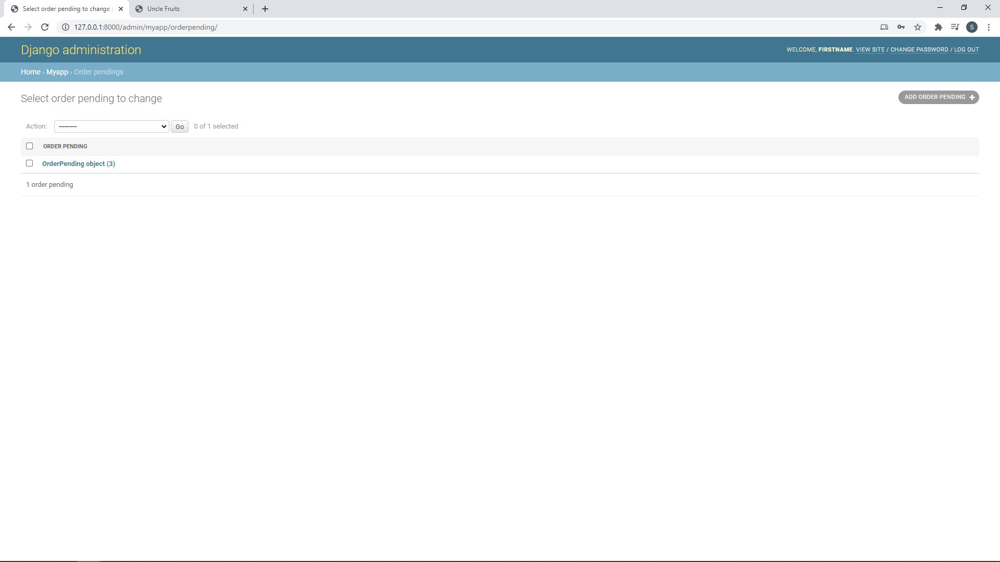 Select order pending to change
Uncle Fruits
127.0.0.1:8000/admin/myapp/orderpending/
S
Django administration
WELCOME, FIRSTNAME. VIEW SITE / CHANGE PASSWORD / LOG OUT
Home › Myapp › Order pendings
Select order pending to change
ADD ORDER PENDING +
Action: --------- Go 0 of 1 selected
ORDER PENDING
OrderPending object (3)
1 order pending